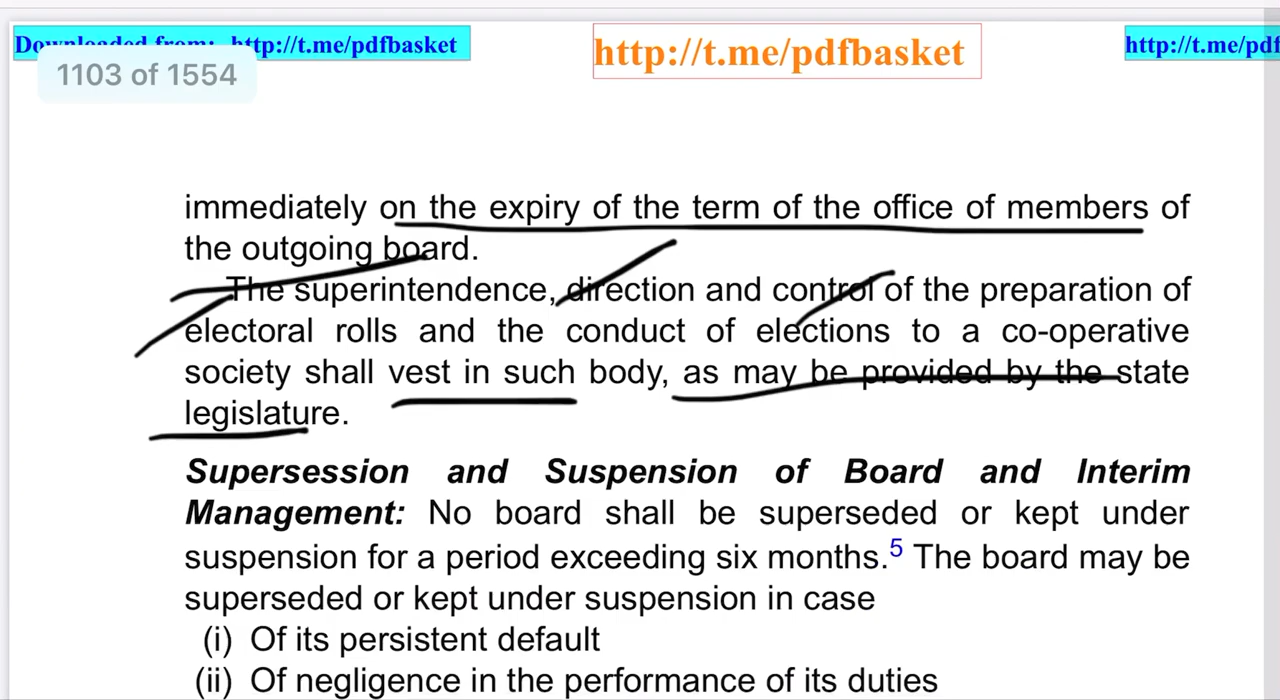 Downloaded from: http://t.me/pdfbasket
http://t.me/pdfbasket
http://t.me/pdf
1103 of 1554
immediately on the expiry of the term of the office of members of
the outgoing board.
The superintendence, direction and control of the preparation of
electoral rolls and the conduct of elections to a co-operative
society shall vest in such body, as may be provided by the state
legislature.
Supersession and Suspension of Board and Interim
Management: No board shall be superseded or kept under
suspension for a period exceeding six months.5 The board may be
superseded or kept under suspension in case
(i) Of its persistent default
(ii) Of negligence in the performance of its duties